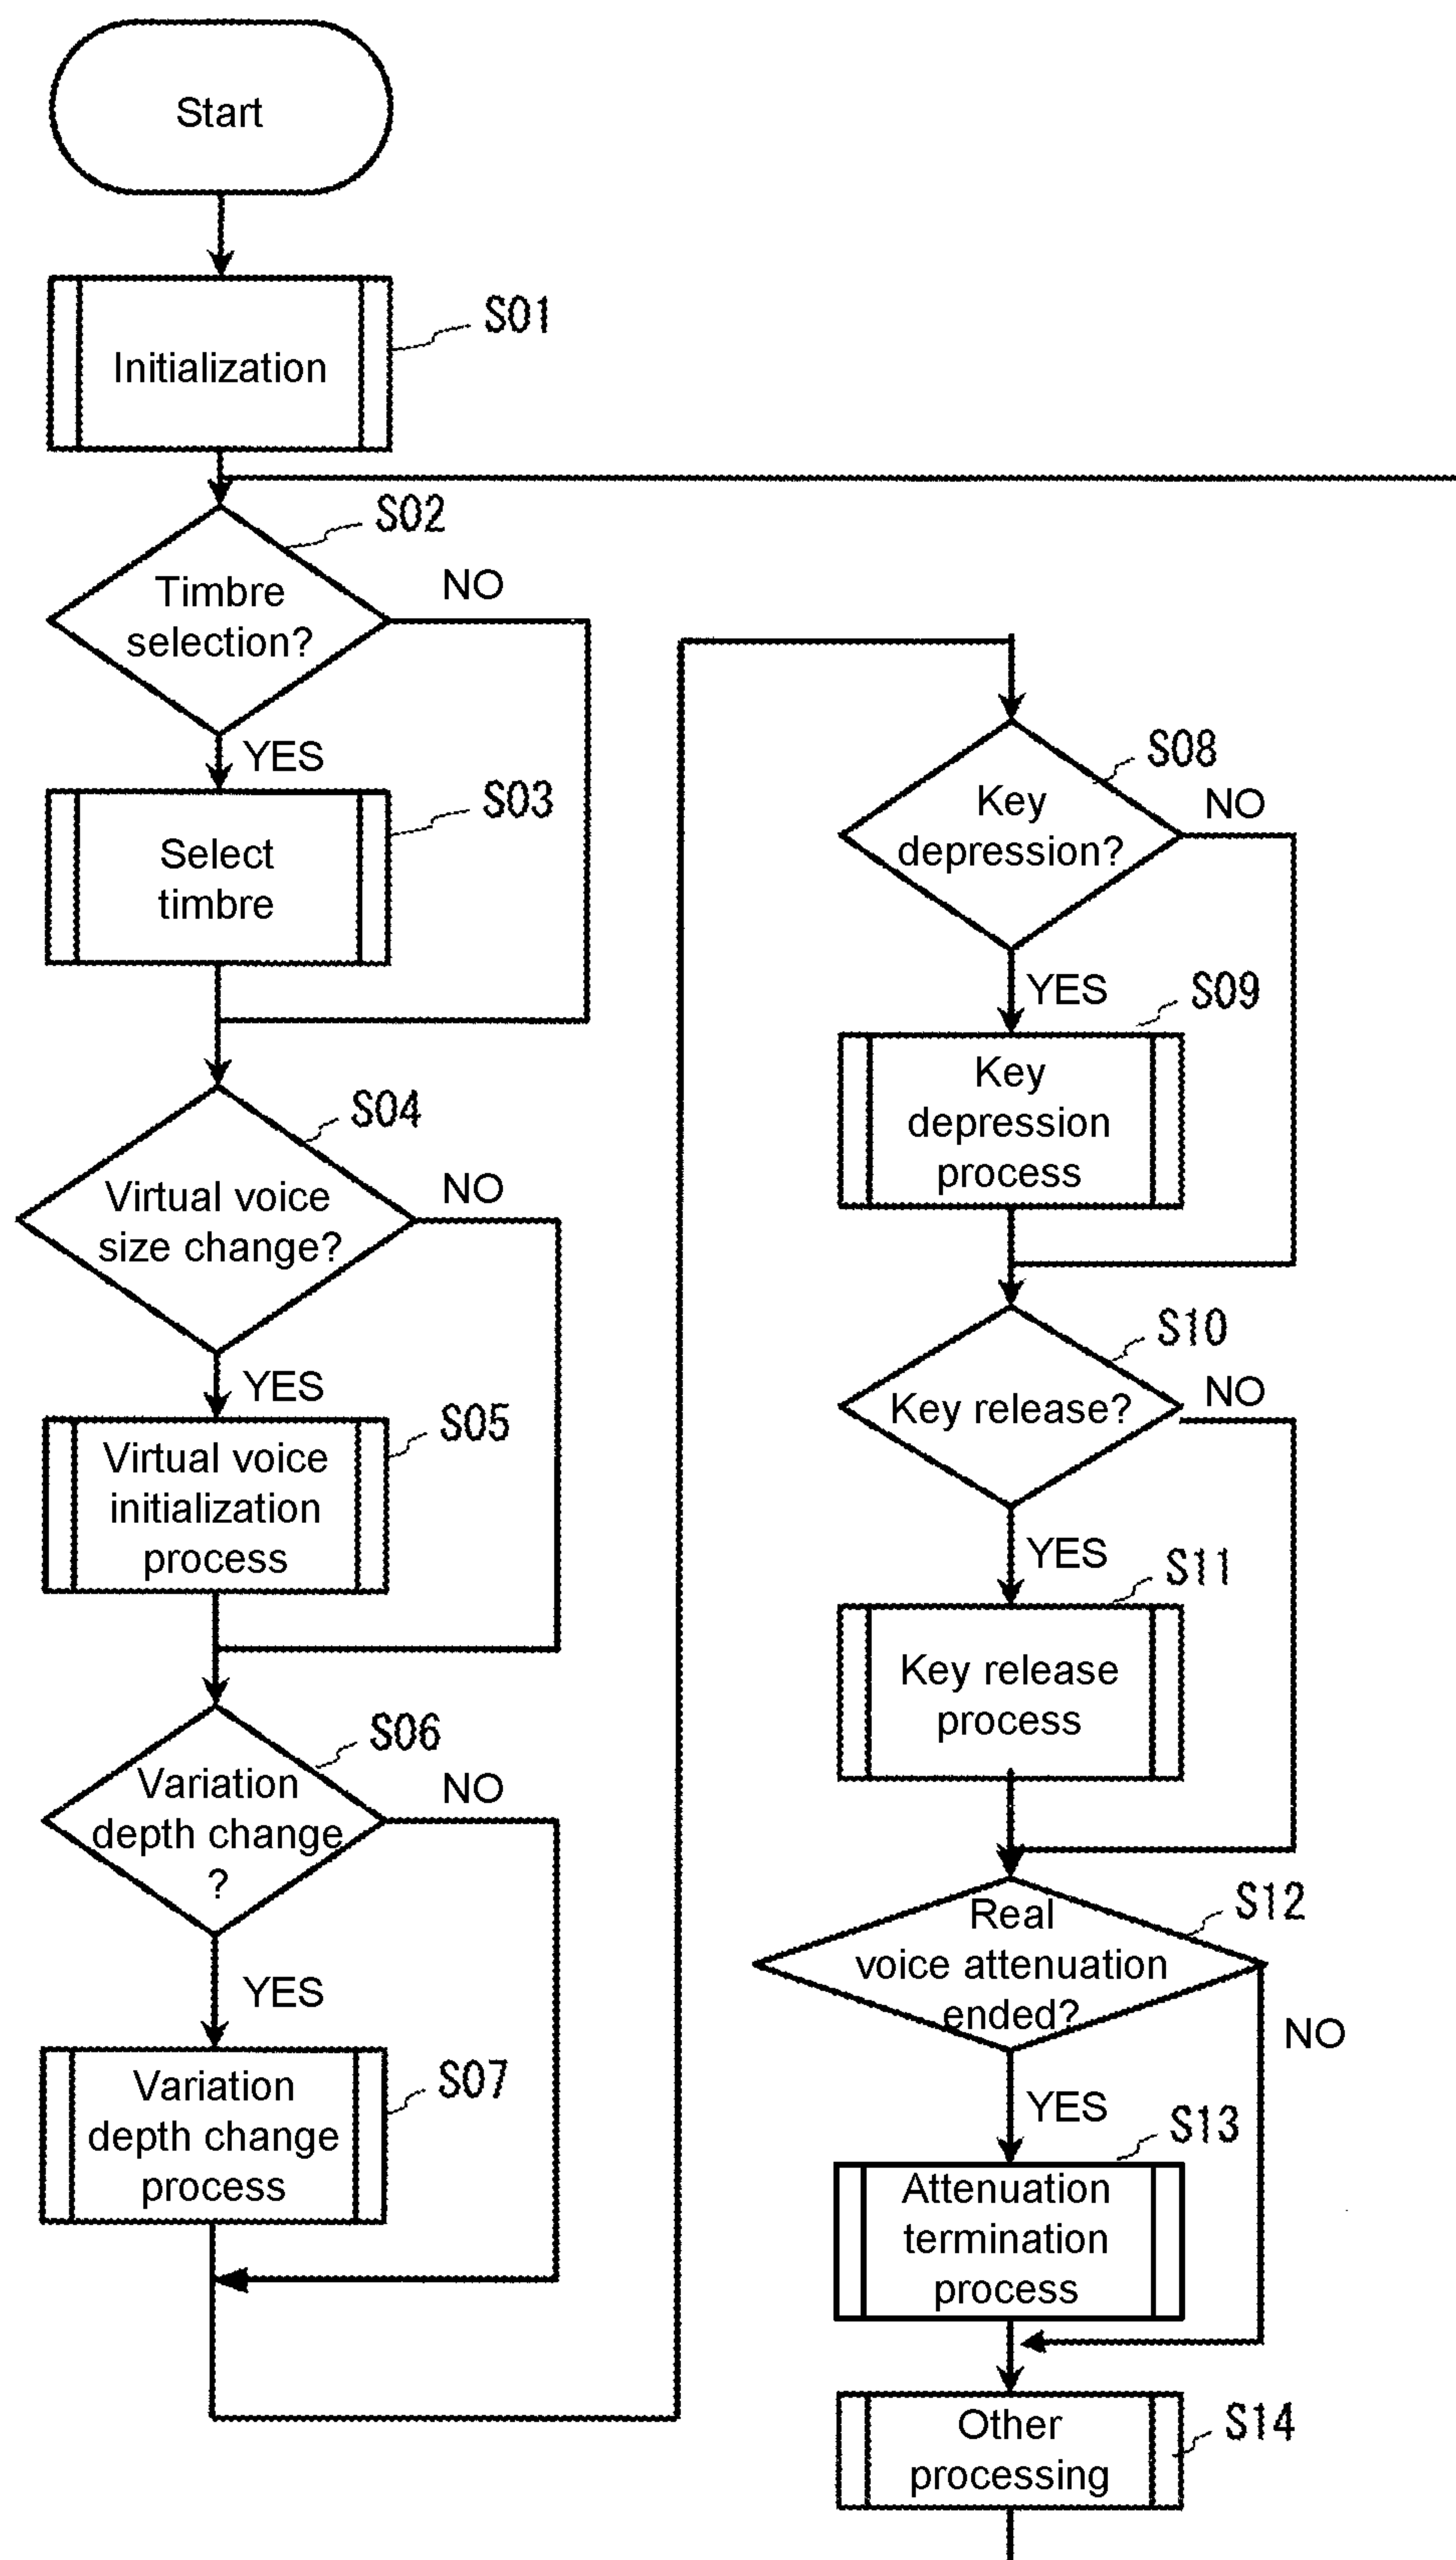 Start
Initialization
S01
S02
Timbre
selection?
NO
YES
S03
Select
timbre
S04
Virtual voice
size change?
NO
YES
S05
Virtual voice
initialization
process
S06
Variation
depth change
?
NO
YES
S07
Variation
depth change
process
S08
Key
depression?
NO
YES
S09
Key
depression
process
S10
Key release?
NO
YES
S11
Key release
process
S12
Real
voice attenuation
ended?
NO
YES
S13
Attenuation
termination
process
S14
Other
processing